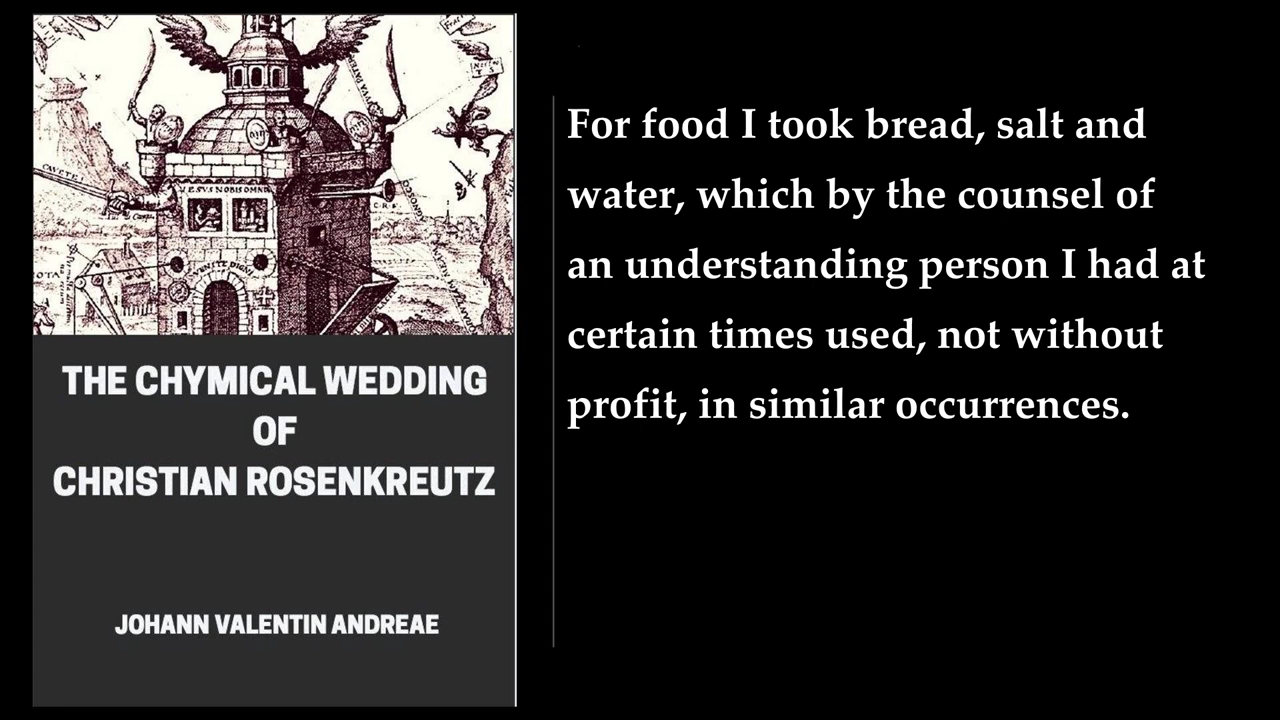 THE CHYMICAL WEDDING
OF
CHRISTIAN ROSENKREUTZ
JOHANN VALENTIN ANDREAE
For food I took bread, salt and
water, which by the counsel of
an understanding person I had at
certain times used, not without
profit, in similar occurrences.